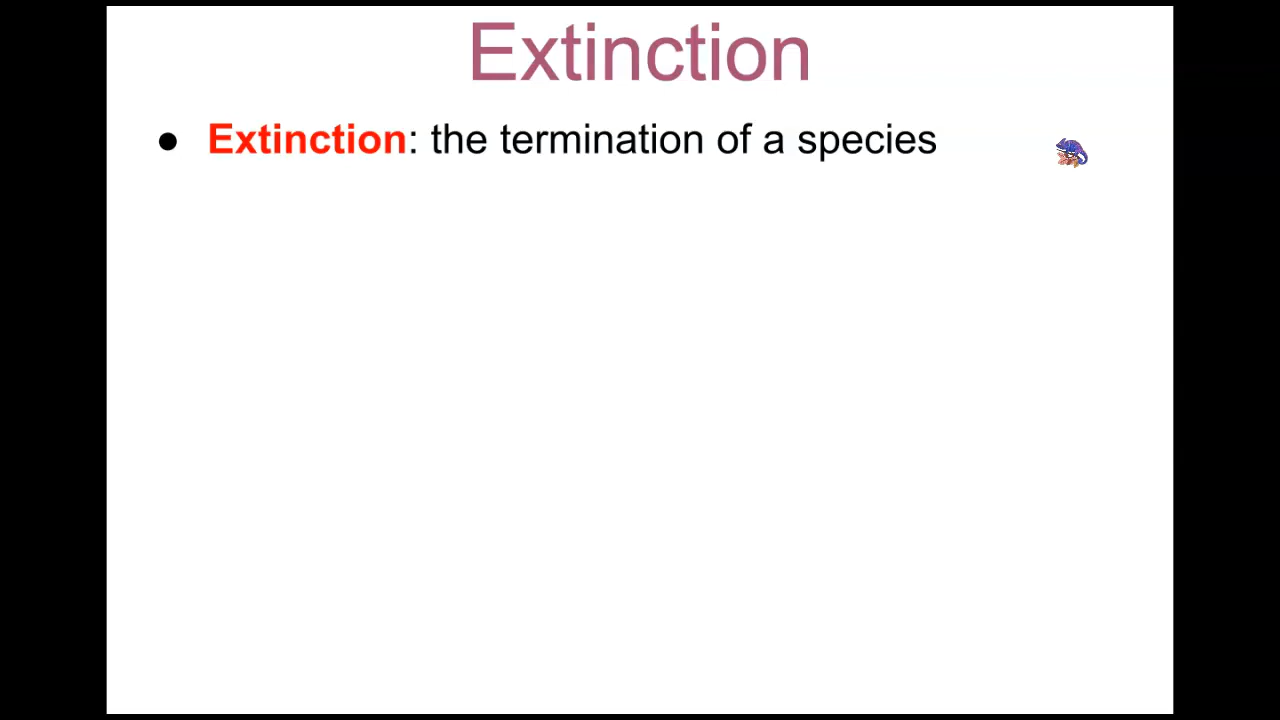 Extinction
● Extinction: the termination of a species